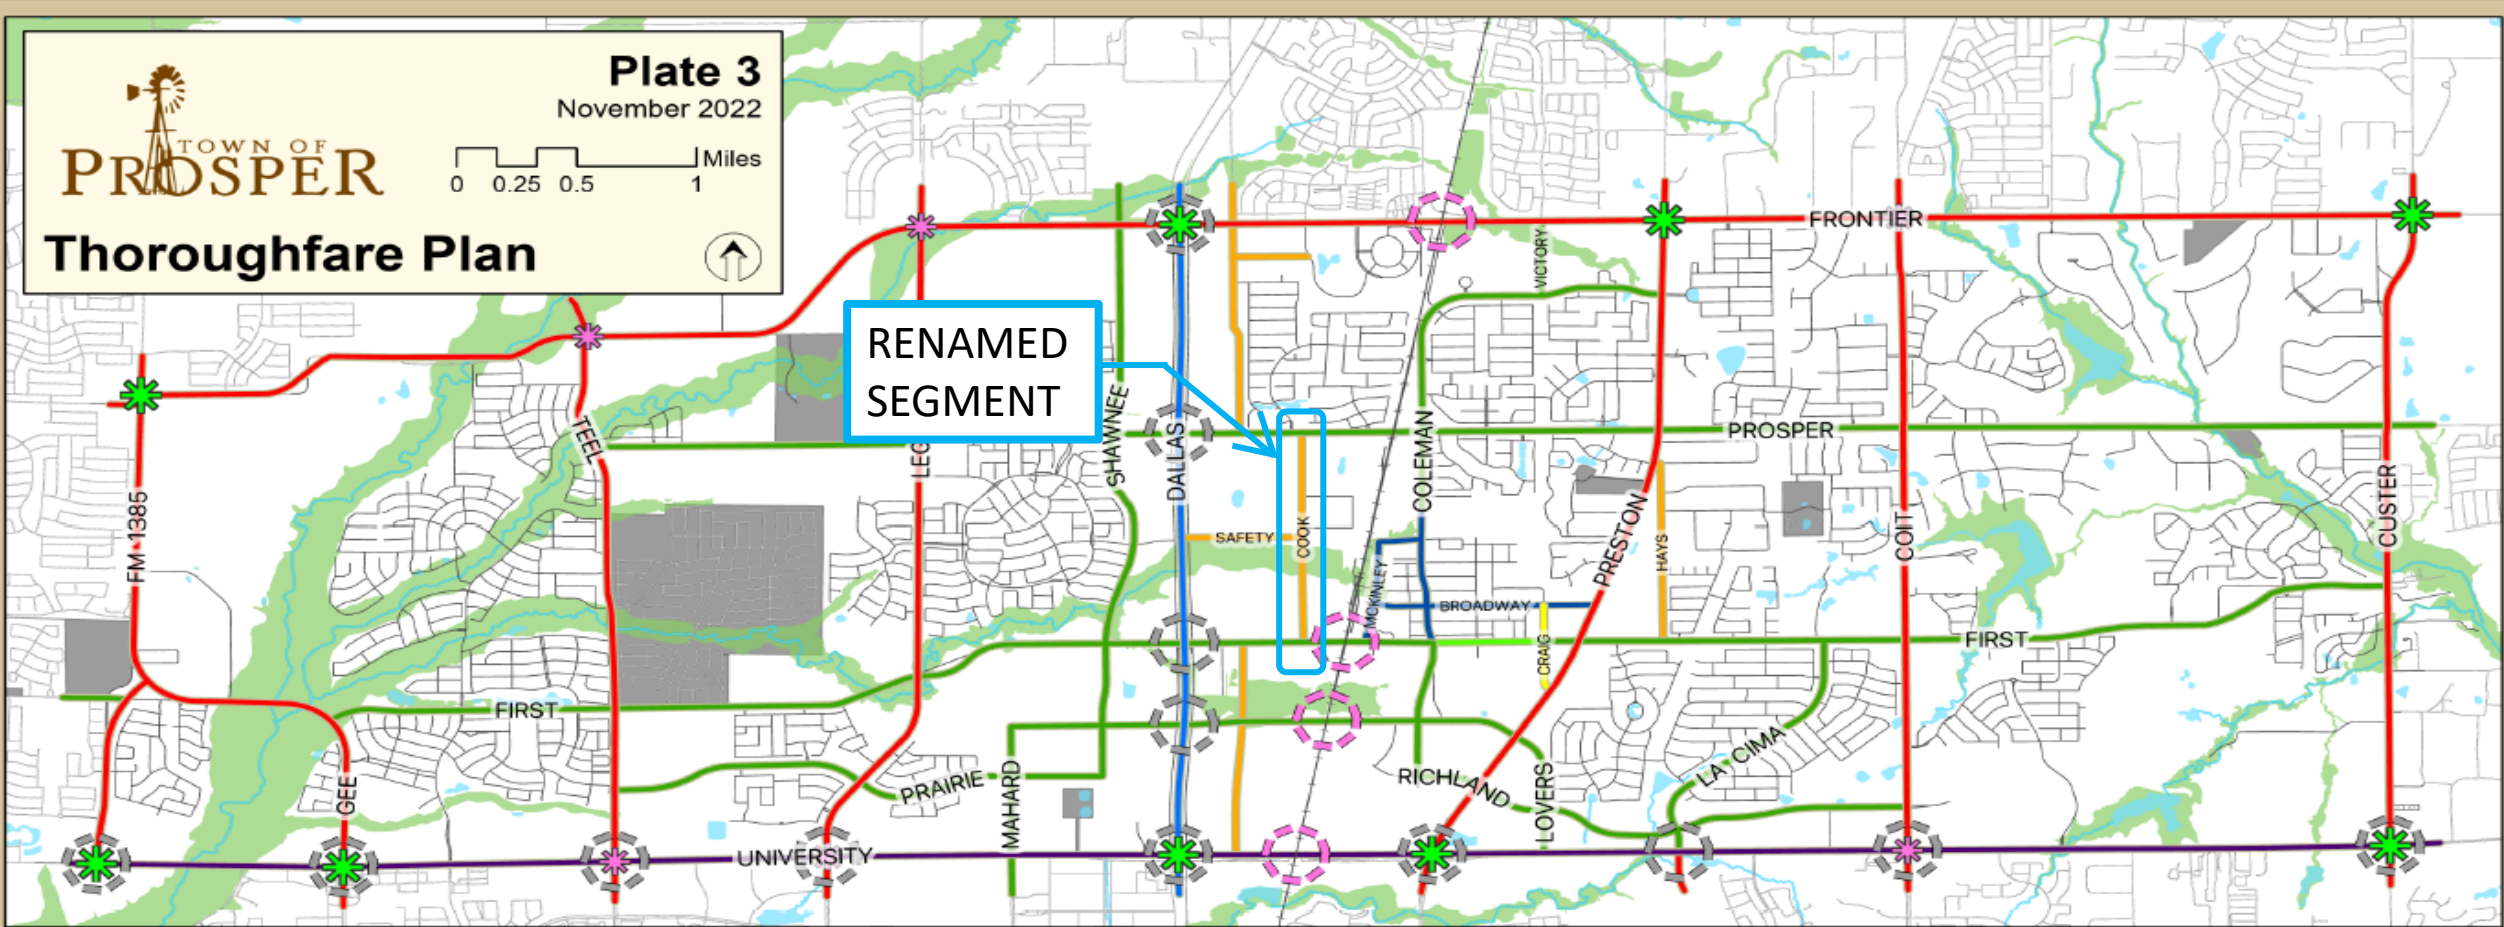 Plate 3
November 2022
TOWN OF
PROSPER
Miles
0 0.25 0.5 1
Thoroughfare Plan
FRONTIER
VICTORY
RENAMED
SEGMENT
SHAWNEE
DALLAS
COLEMAN
PROSPER
TEEL
LEG
FM 1385
PRESTON
HAYS
COIT
CUSTER
SAFETY
COOK
MCKINLEY
BROADWAY
CRAIG
FIRST
FIRST
GEE
PRAIRIE
MAHARD
RICHLAND
LOVERS
LA CIMA
UNIVERSITY